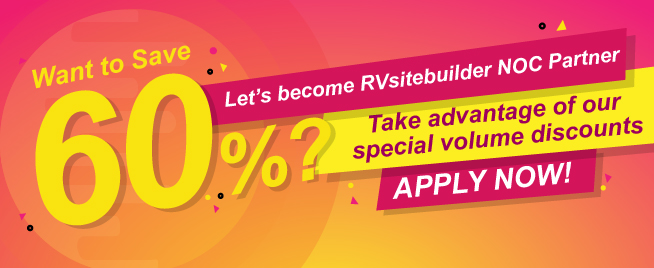 Want to Save
60%?
Let's become RVsitebuilder NOC Partner
Take advantage of our
special volume discounts
APPLY NOW!